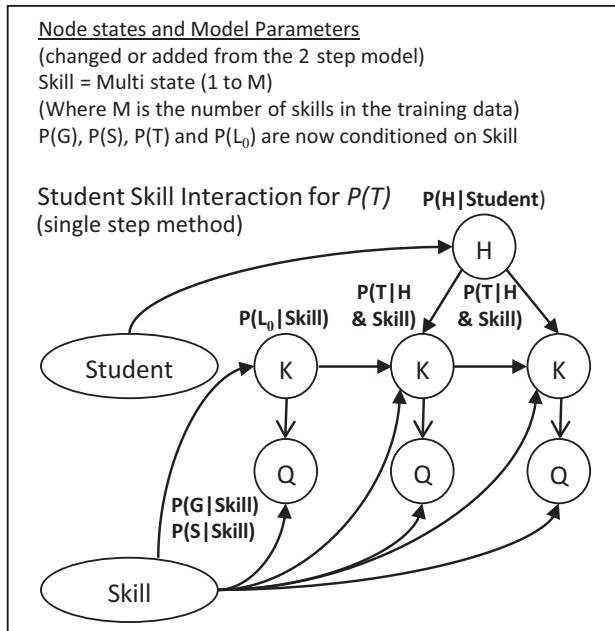 Node states and Model Parameters
(changed or added from the 2 step model)
Skill = Multi state (1 to M)
(Where M is the number of skills in the training data)
P(G), P(S), P(T) and P(L₀) are now conditioned on Skill
Student Skill Interaction for P(T)
(single step method)
P(H|Student)
H
P(T|H
& Skill)
P(T|H
& Skill)
P(L₀|Skill)
Student
K
K
K
Q
Q
Q
P(G|Skill)
P(S|Skill)
Skill